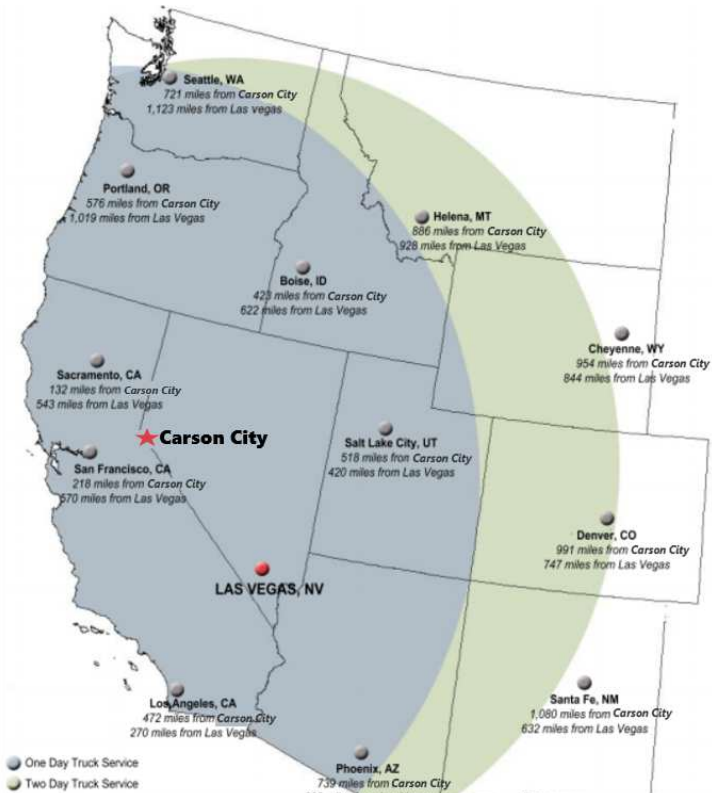 Seattle, WA
721 miles from Carson City
1,123 miles from Las vegas
Portland, OR
576 miles from Carson City
1,019 miles from Las Vegas
Helena, MT
886 miles from Carson City
928 miles from Las Vegas
Boise, ID
423 miles from Carson City
622 miles from Las Vegas
Cheyenne, WY
954 miles from Carson City
844 miles from Las Vegas
Sacramento, CA
132 miles from Carson City
543 miles from Las Vegas
Carson City
Salt Lake City, UT
518 miles fron Carson City
420 miles from Las Vegas
San Francisco, CA
218 miles from Carson City
570 miles from Las Vegas
Denver, CO
991 miles from Carson City
747 miles from Las Vegas
LAS VEGAS, NV
Los Angeles, CA
472 miles from Carson City
270 miles from Las Vegas
Santa Fe, NM
1,080 miles from Carson City
632 miles from Las Vegas
Phoenix, AZ
739 miles from Carson City
One Day Truck Service
Two Day Truck Service